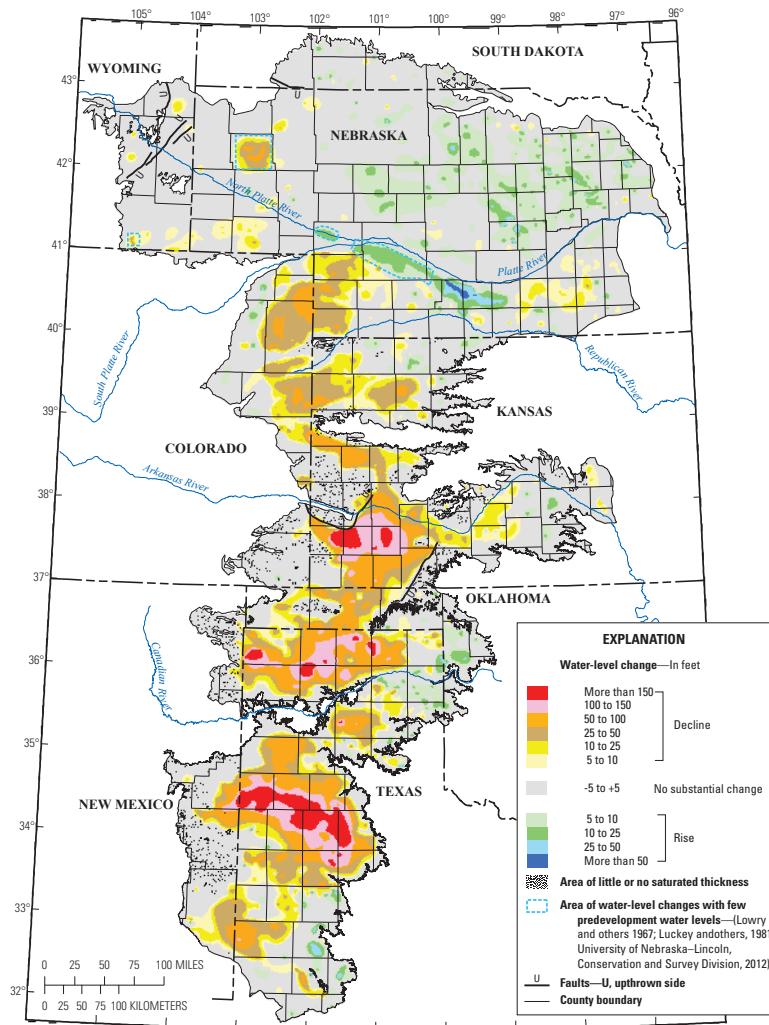 105° 104° 103° 102° 101° 100° 99° 98° 97° 96°
SOUTH DAKOTA
WYOMING
43°
U
U
U
NEBRASKA
42°
North Platte River
41°
Platte River
40°
South Platte River
Republican River
39°
KANSAS
COLORADO
Arkansas River
38°
37°
U
OKLAHOMA
36°
Canadian River
35°
NEW MEXICO
TEXAS
34°
33°
32°
0 25 50 75 100 MILES
0 25 50 75 100 KILOMETERS
EXPLANATION
Water-level change—In feet
More than 150
100 to 150
50 to 100
25 to 50
10 to 25
5 to 10
Decline
-5 to +5 No substantial change
5 to 10
10 to 25
25 to 50
More than 50
Rise
Area of little or no saturated thickness
Area of water-level changes with few
predevelopment water levels—(Lowry
and others 1967; Luckey andothers, 1981
University of Nebraska–Lincoln,
Conservation and Survey Division, 2012)
U
Faults—U, upthrown side
County boundary